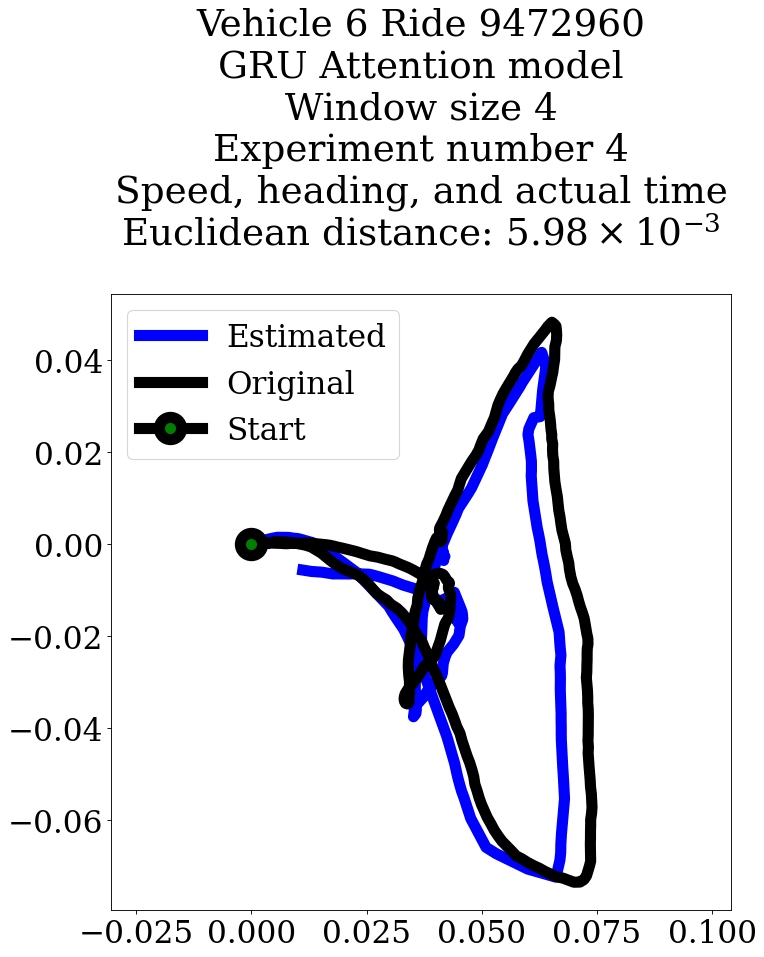 Vehicle 6 Ride 9472960
GRU Attention model
Window size 4
Experiment number 4
Speed, heading, and actual time
Euclidean distance: 5.98 × 10⁻³
Estimated
Original
Start
0.04
0.02
0.00
−0.02
−0.04
−0.06
−0.025 0.000 0.025 0.050 0.075 0.100